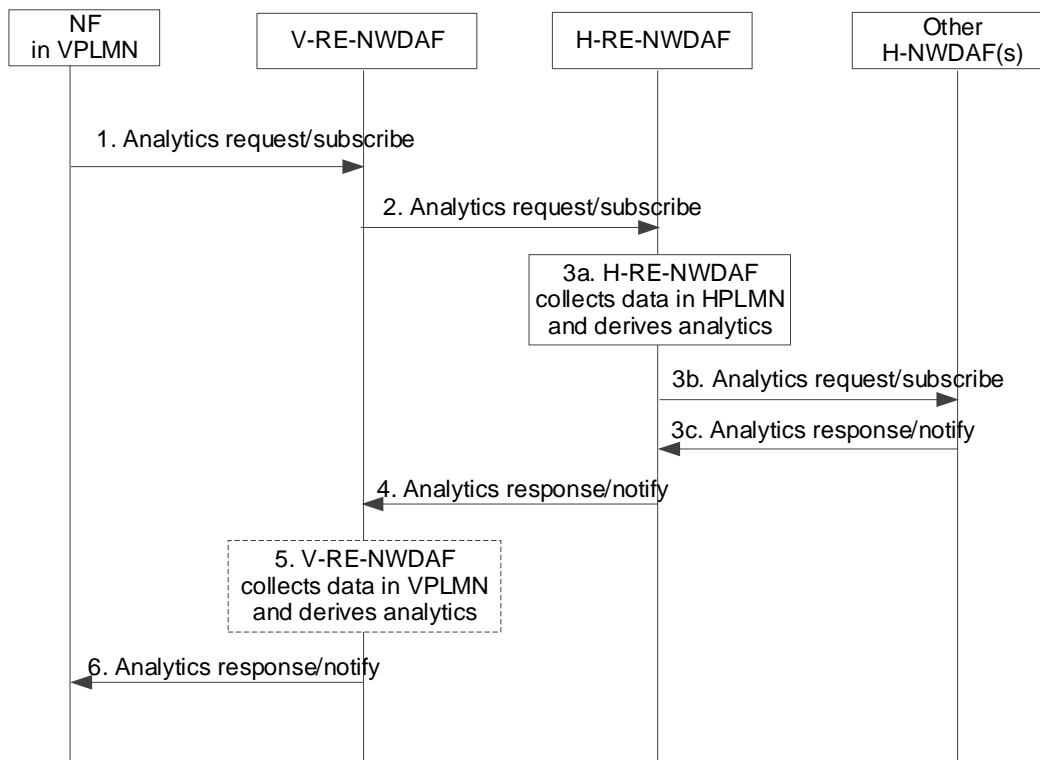 NF
in VPLMN
V-RE-NWDAF
H-RE-NWDAF
Other
H-NWDAF(s)
1. Analytics request/subscribe
2. Analytics request/subscribe
3a. H-RE-NWDAF
collects data in HPLMN
and derives analytics
3b. Analytics request/subscribe
3c. Analytics response/notify
4. Analytics response/notify
5. V-RE-NWDAF
collects data in VPLMN
and derives analytics
6. Analytics response/notify